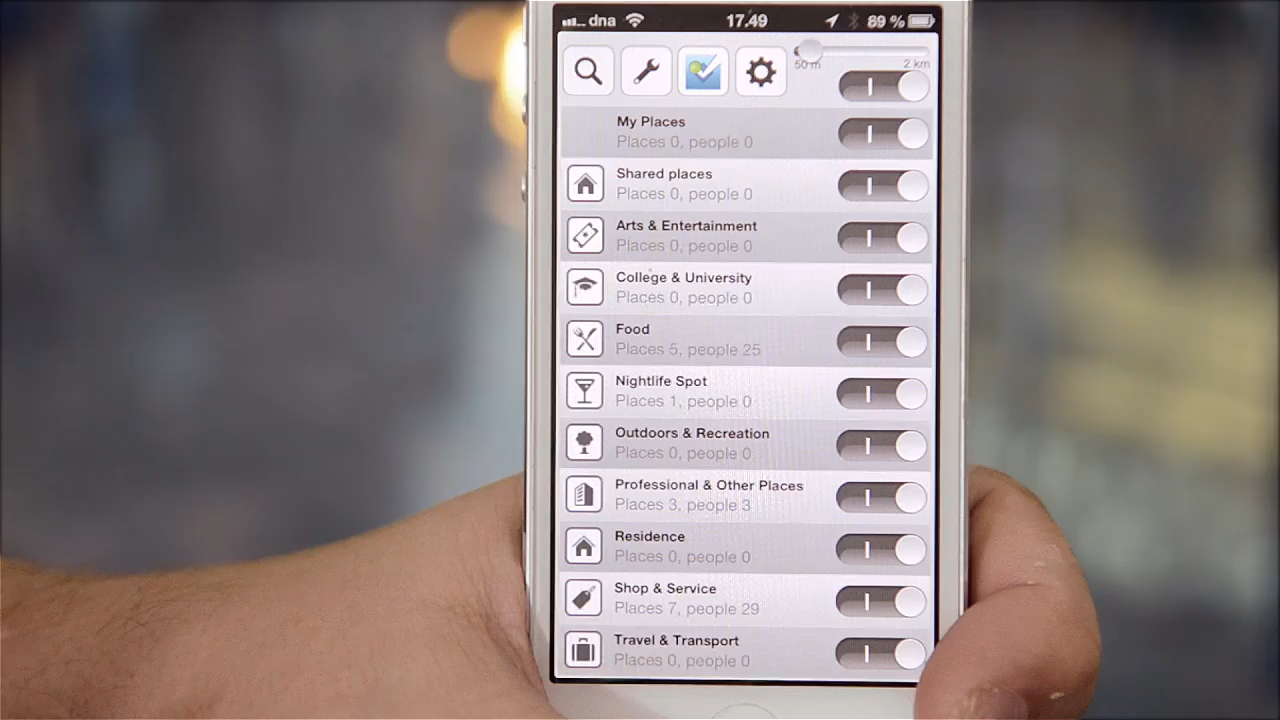 dna 17.49 89 %
50 m 2 km
My Places
Places 0, people 0
Shared places
Places 0, people 0
Arts & Entertainment
Places 0, people 0
College & University
Places 0, people 0
Food
Places 5, people 25
Nightlife Spot
Places 1, people 0
Outdoors & Recreation
Places 0, people 0
Professional & Other Places
Places 3, people 3
Residence
Places 0, people 0
Shop & Service
Places 7, people 29
Travel & Transport
Places 0, people 0